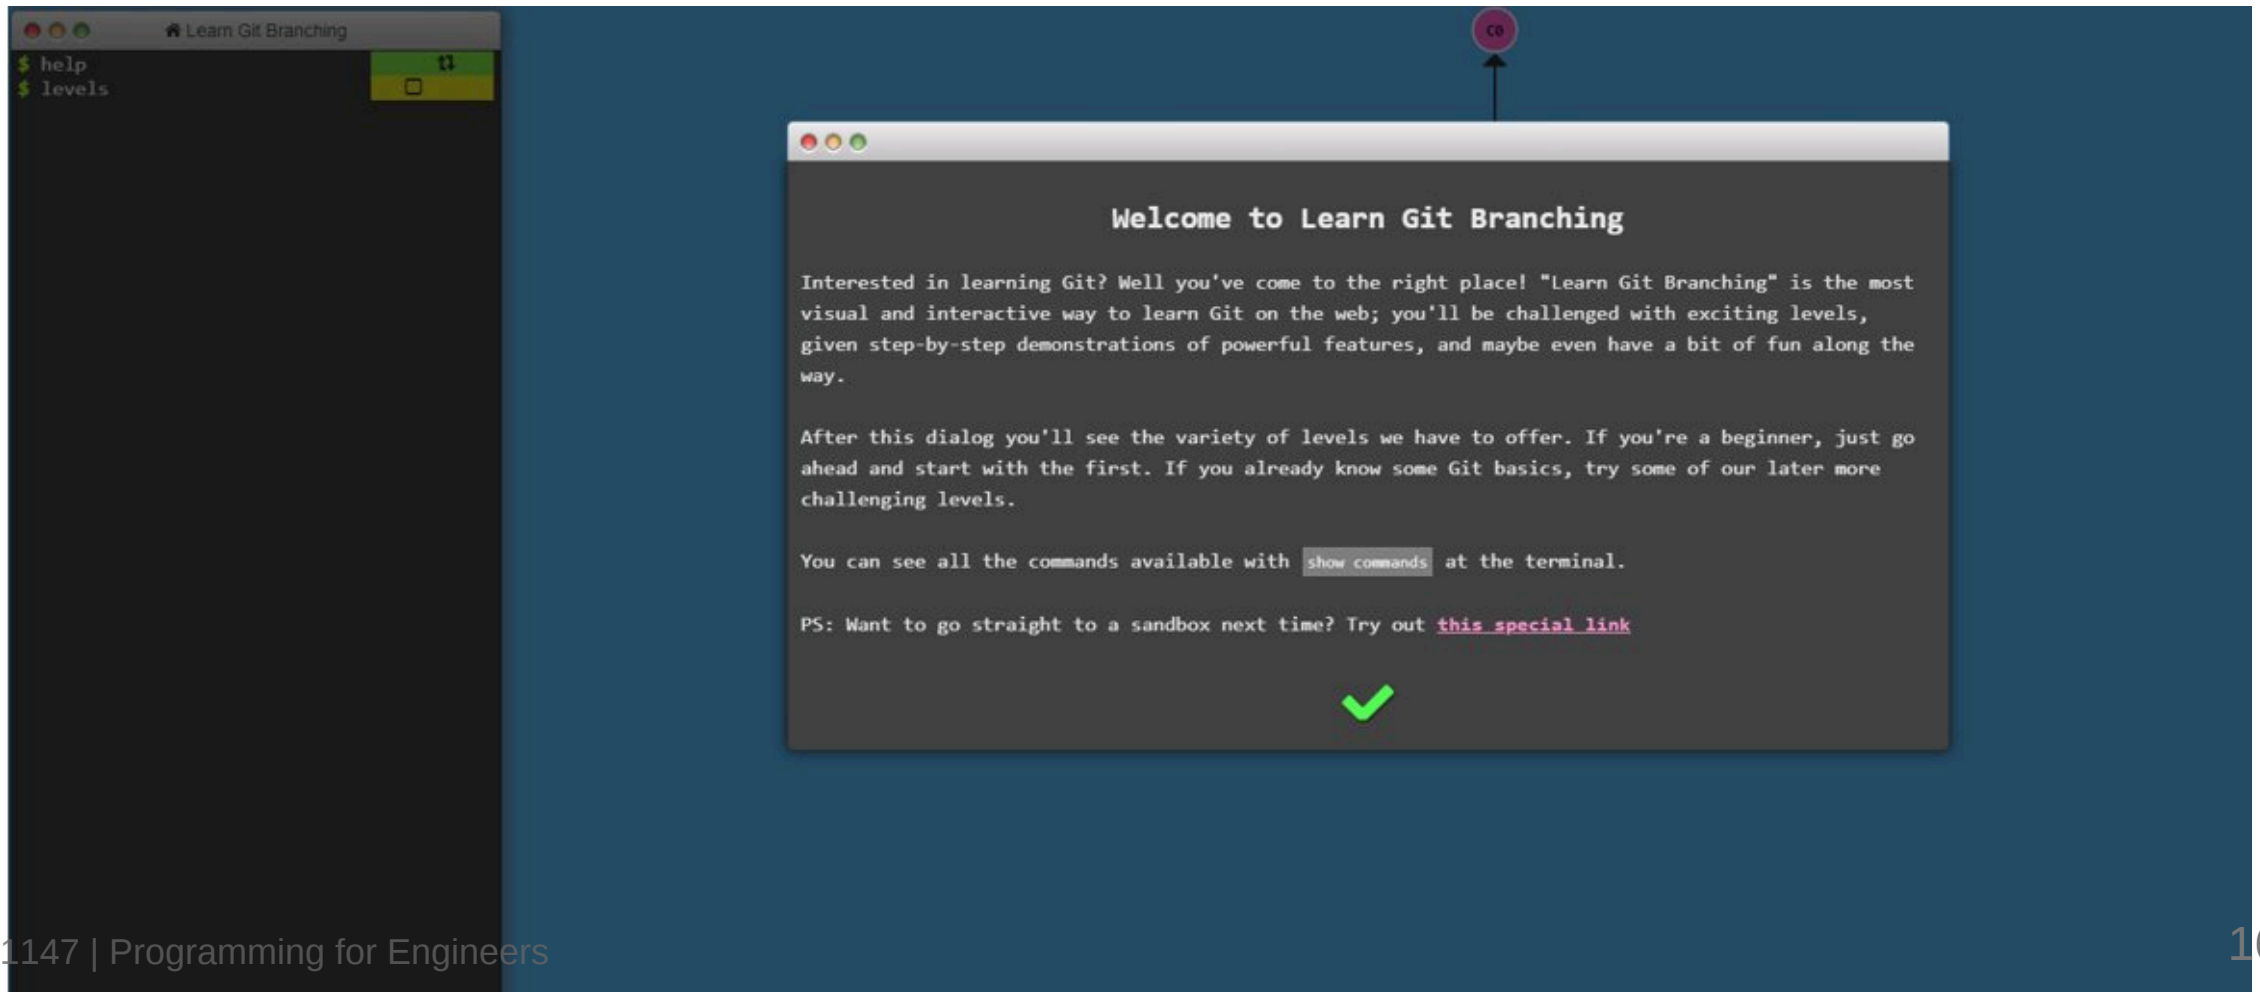 Learn Git Branching
$ help
$ levels
C0
Welcome to Learn Git Branching
Interested in learning Git? Well you've come to the right place! "Learn Git Branching" is the most
visual and interactive way to learn Git on the web; you'll be challenged with exciting levels,
given step-by-step demonstrations of powerful features, and maybe even have a bit of fun along the
way.
After this dialog you'll see the variety of levels we have to offer. If you're a beginner, just go
ahead and start with the first. If you already know some Git basics, try some of our later more
challenging levels.
You can see all the commands available with show commands at the terminal.
PS: Want to go straight to a sandbox next time? Try out this special link
1147 | Programming for Engineers